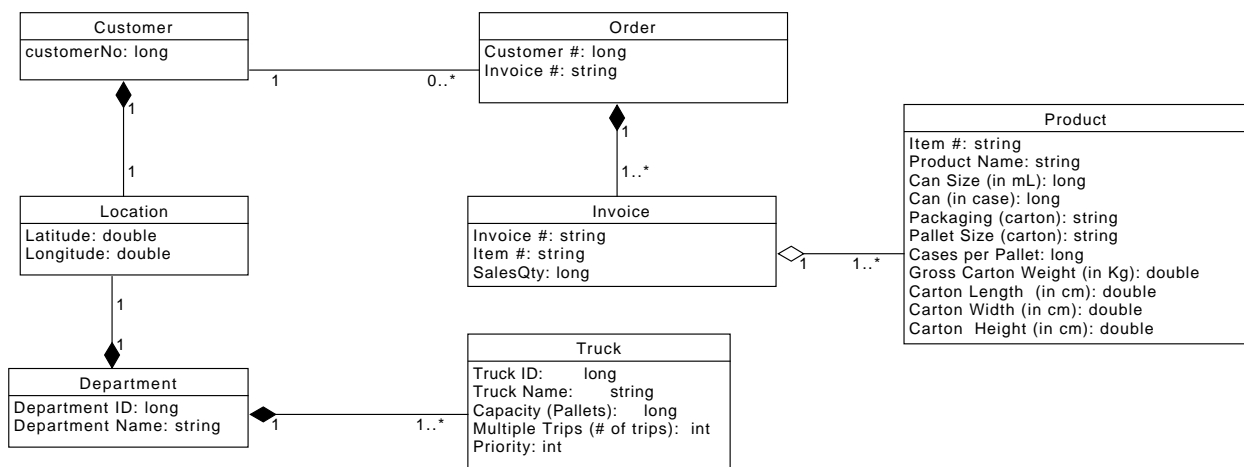 Customer
customerNo: long
1
0..*
Order
Customer #: long
Invoice #: string
1
1
Location
Latitude: double
Longitude: double
1
1
1
1..*
Invoice
Invoice #: string
Item #: string
SalesQty: long
1
1..*
Product
Item #: string
Product Name: string
Can Size (in mL): long
Can (in case): long
Packaging (carton): string
Pallet Size (carton): string
Cases per Pallet: long
Gross Carton Weight (in Kg): double
Carton Length (in cm): double
Carton Width (in cm): double
Carton Height (in cm): double
Department
Department ID: long
Department Name: string
1
1..*
Truck
Truck ID: long
Truck Name: string
Capacity (Pallets): long
Multiple Trips (# of trips): int
Priority: int